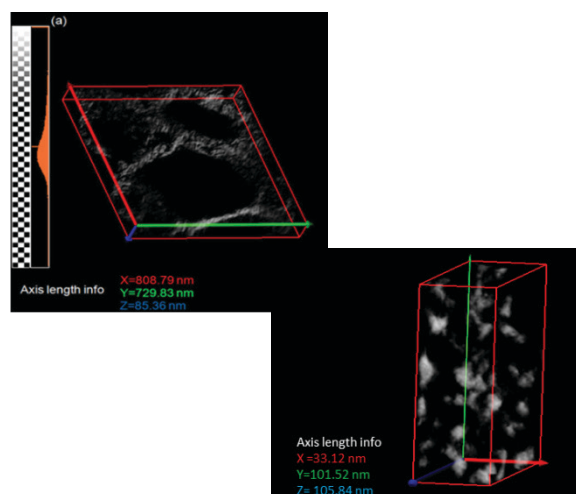 (a)
Axis length info
X=808.79 nm
Y=729.83 nm
Z=85.36 nm
Axis length info
X =33.12 nm
Y=101.52 nm
Z= 105.84 nm